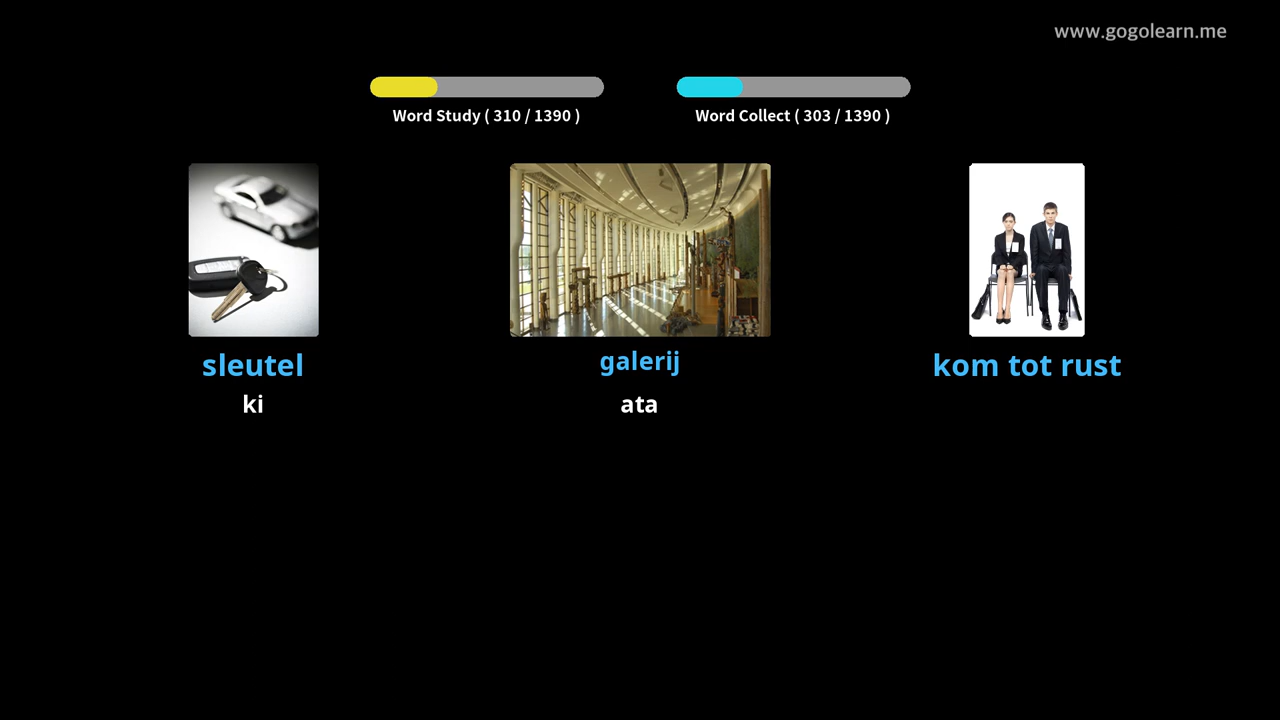 www.gogolearn.me
Word Study ( 310 / 1390 )
Word Collect ( 303 / 1390 )
sleutel
ki
galerij
ata
kom tot rust